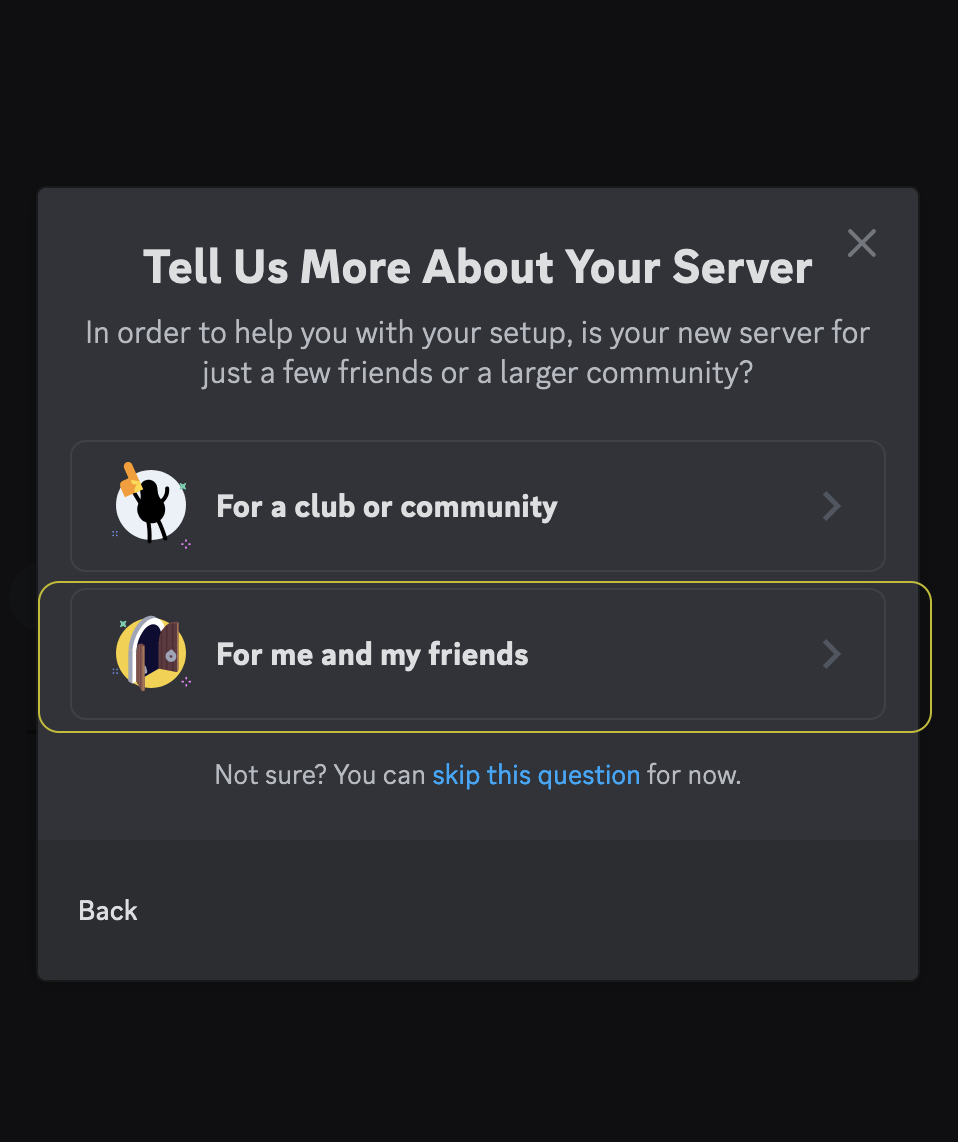 Tell Us More About Your Server
In order to help you with your setup, is your new server for
just a few friends or a larger community?
For a club or community
For me and my friends
Not sure? You can skip this question for now.
Back